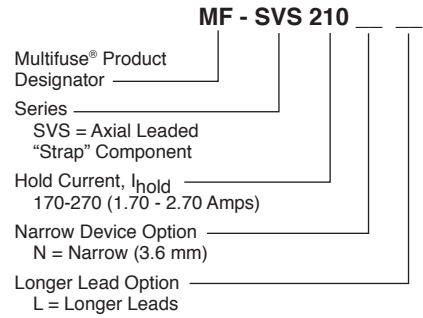 MF - SVS 210 __ __
Multifuse® Product
Designator
Series
SVS = Axial Leaded
“Strap” Component
Hold Current, Ihold
170-270 (1.70 - 2.70 Amps)
Narrow Device Option
N = Narrow (3.6 mm)
Longer Lead Option
L = Longer Leads